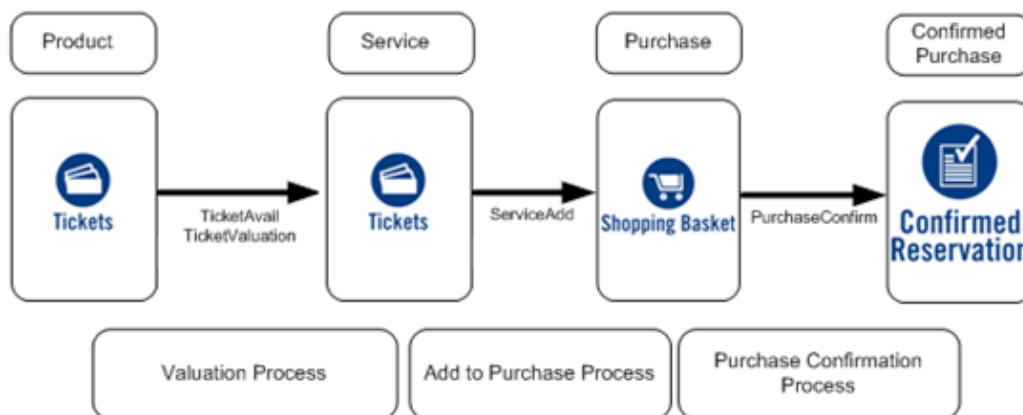 Product
Service
Purchase
Confirmed
Purchase
Tickets
TicketAvail
TicketValuation
Tickets
ServiceAdd
Shopping Basket
PurchaseConfirm
Confirmed
Reservation
Valuation Process
Add to Purchase Process
Purchase Confirmation
Process